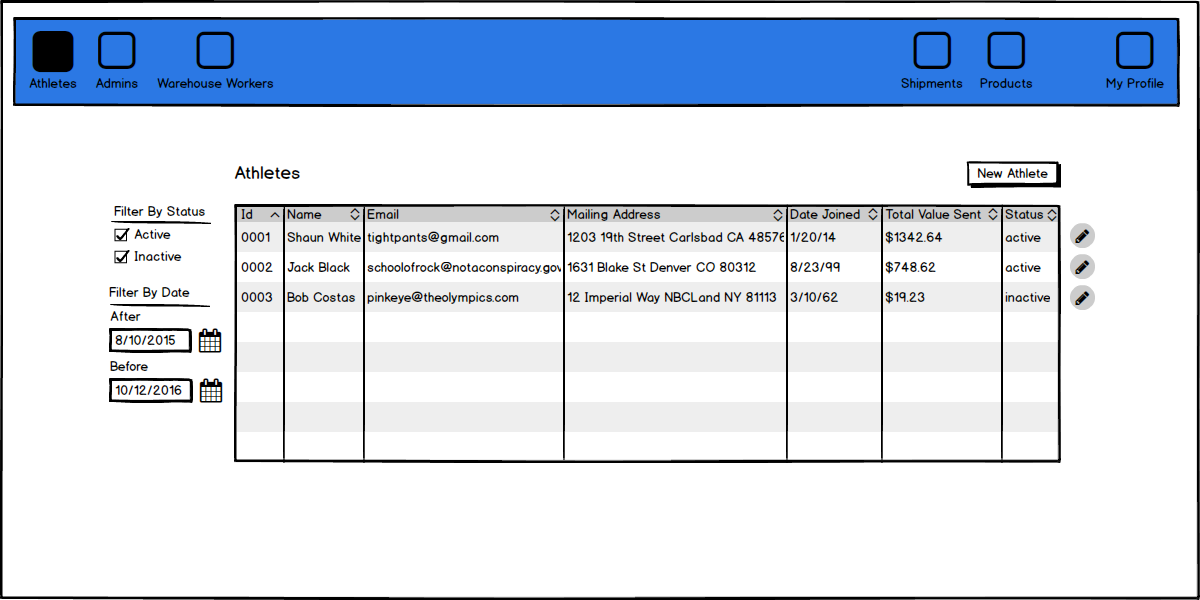 Athletes Admins Warehouse Workers Shipments Products My Profile
Athletes New Athlete
Filter By Status
Active
Inactive
Filter By Date
After
8/10/2015
Before
10/12/2016
Id Name Email Mailing Address Date Joined Total Value Sent Status
0001 Shaun White tightpants@gmail.com 1203 19th Street Carlsbad CA 48576 1/20/14 $1342.64 active
0002 Jack Black schoolofrock@notaconspiracy.gov 1631 Blake St Denver CO 80312 8/23/99 $748.62 active
0003 Bob Costas pinkeye@theolympics.com 12 Imperial Way NBCLand NY 81113 3/10/62 $19.23 inactive